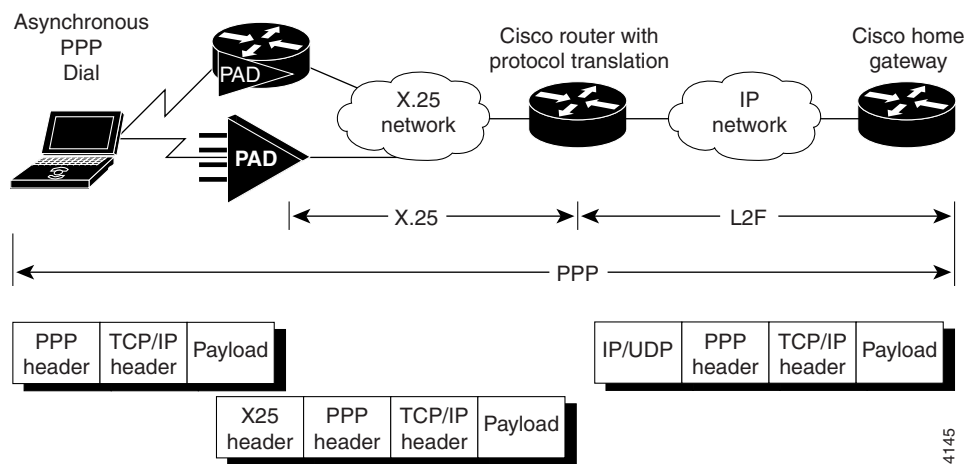 Asynchronous
PPP
Dial
PAD
PAD
X.25
network
Cisco router with
protocol translation
IP
network
Cisco home
gateway
X.25
L2F
PPP
PPP
header
TCP/IP
header
Payload
X25
header
PPP
header
TCP/IP
header
Payload
IP/UDP
PPP
header
TCP/IP
header
Payload
4145